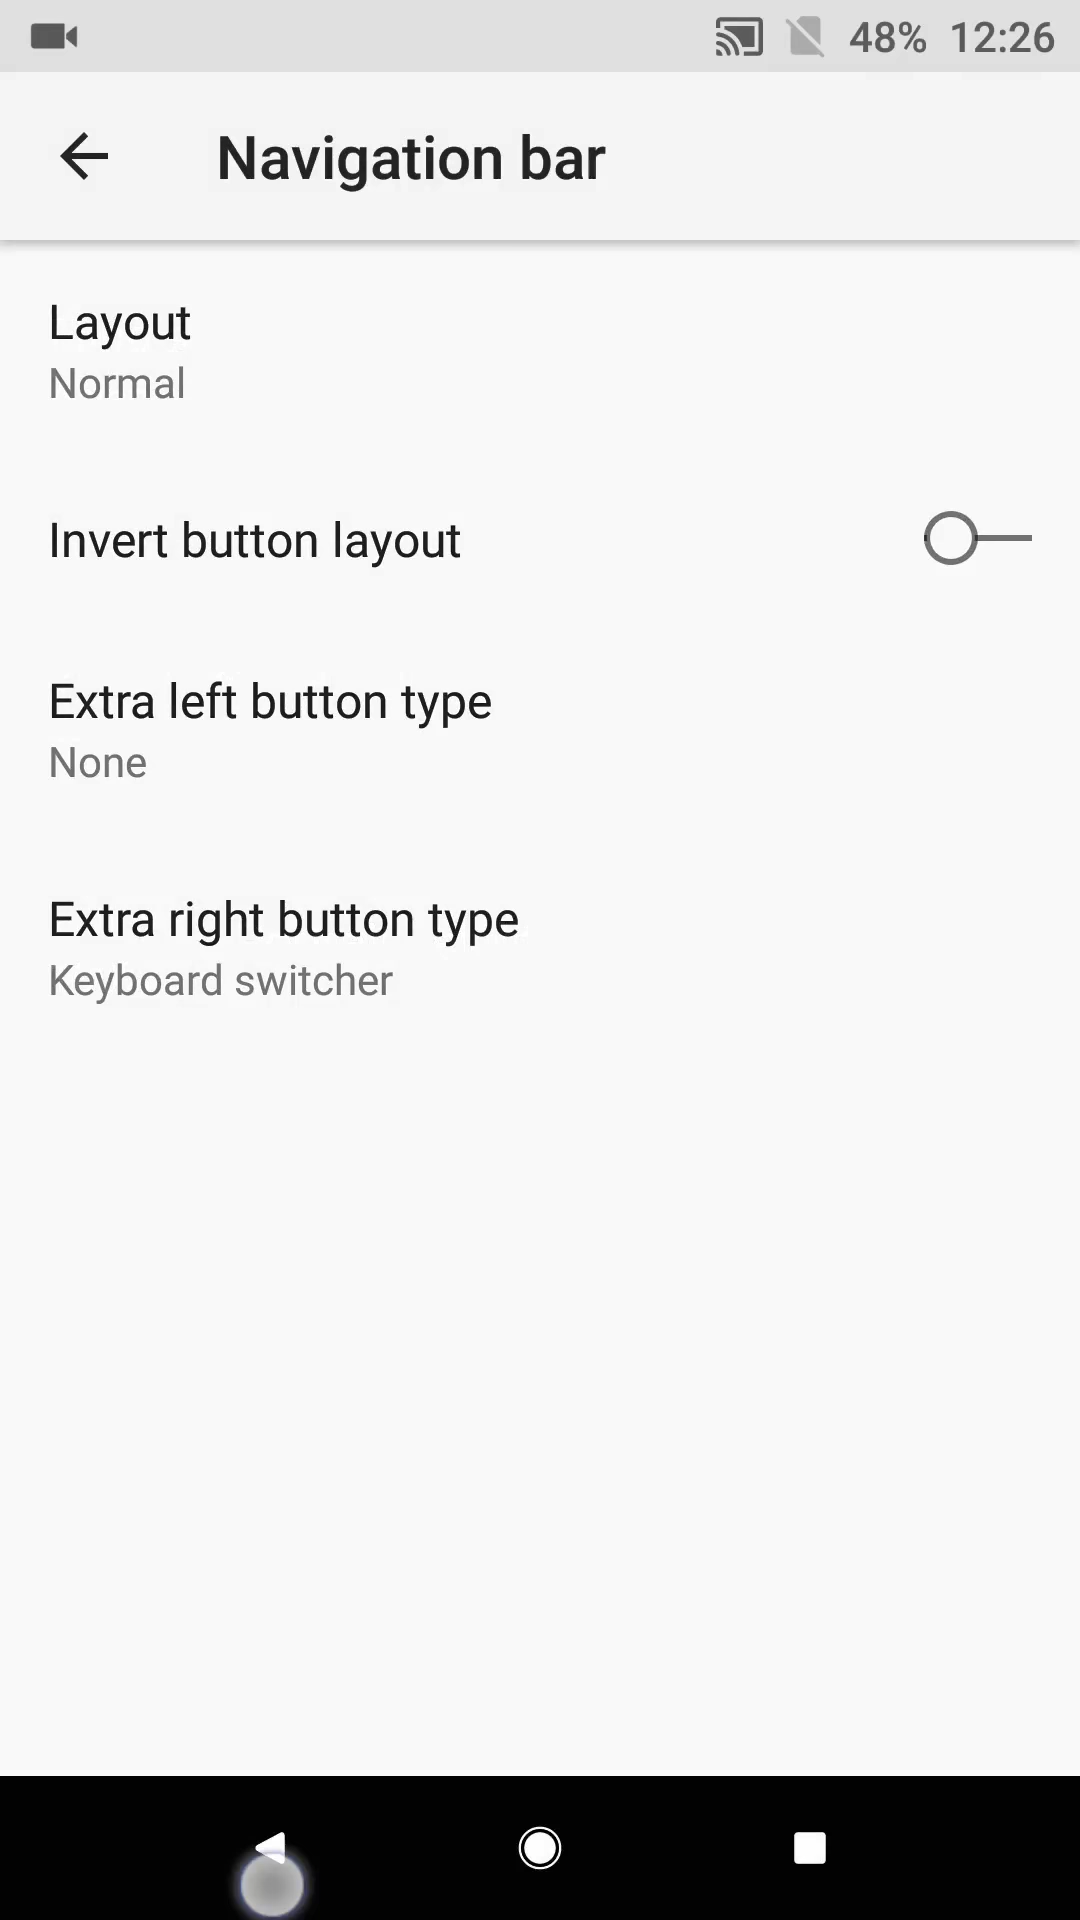 48% 12:26
Navigation bar
Layout
Normal
Invert button layout
Extra left button type
None
Extra right button type
Keyboard switcher